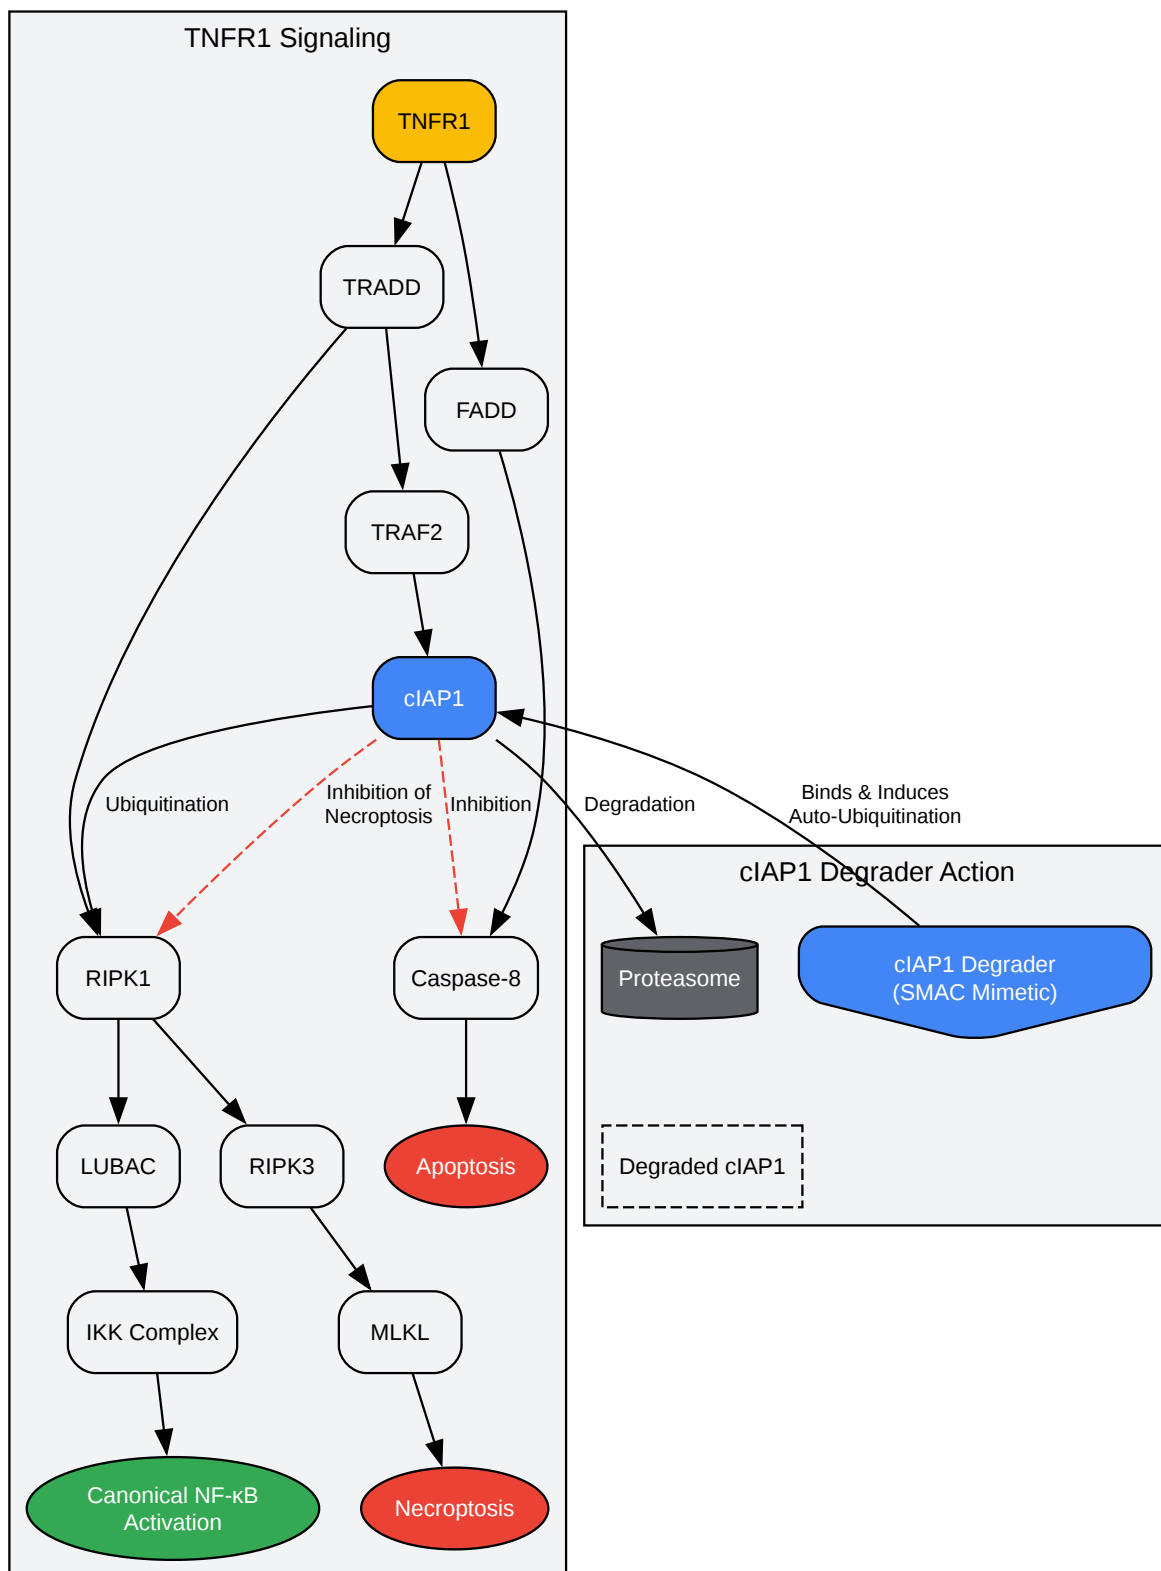 TNFR1 Signaling
TNFR1
TRADD
FADD
TRAF2
cIAP1
Ubiquitination
Inhibition of
Necroptosis
Inhibition
Degradation
Binds & Induces
Auto-Ubiquitination
cIAP1 Degrader Action
RIPK1
Caspase-8
Proteasome
cIAP1 Degrader
(SMAC Mimetic)
LUBAC
RIPK3
Apoptosis
Degraded cIAP1
IKK Complex
MLKL
Canonical NF-κB
Activation
Necroptosis